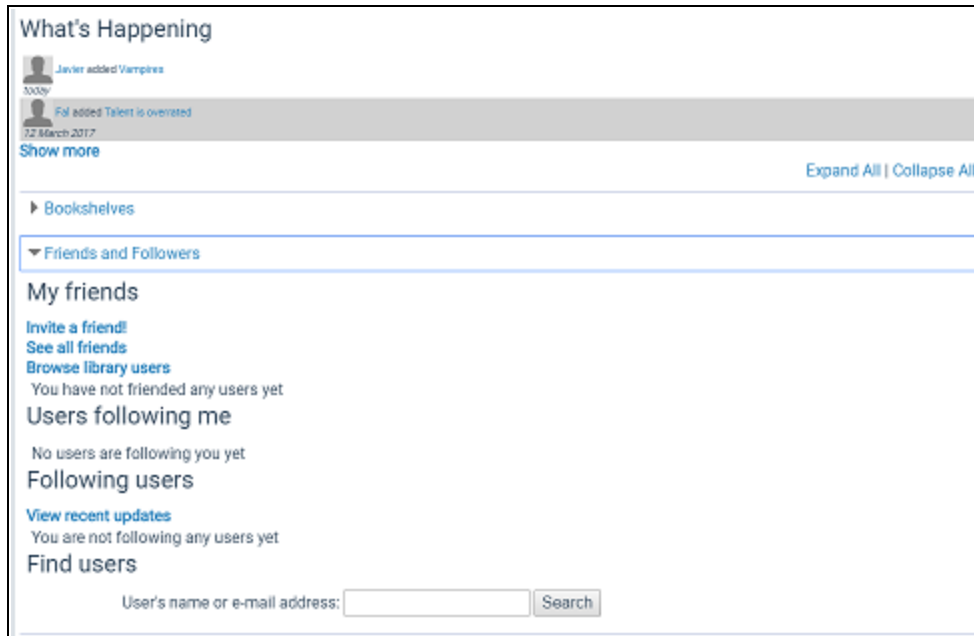 What's Happening
Javier added Vampires
today
Fal added Talent is overrated
12 March 2017
Show more
Expand All | Collapse All
Bookshelves
Friends and Followers
My friends
Invite a friend!
See all friends
Browse library users
You have not friended any users yet
Users following me
No users are following you yet
Following users
View recent updates
You are not following any users yet
Find users
User's name or e-mail address: Search